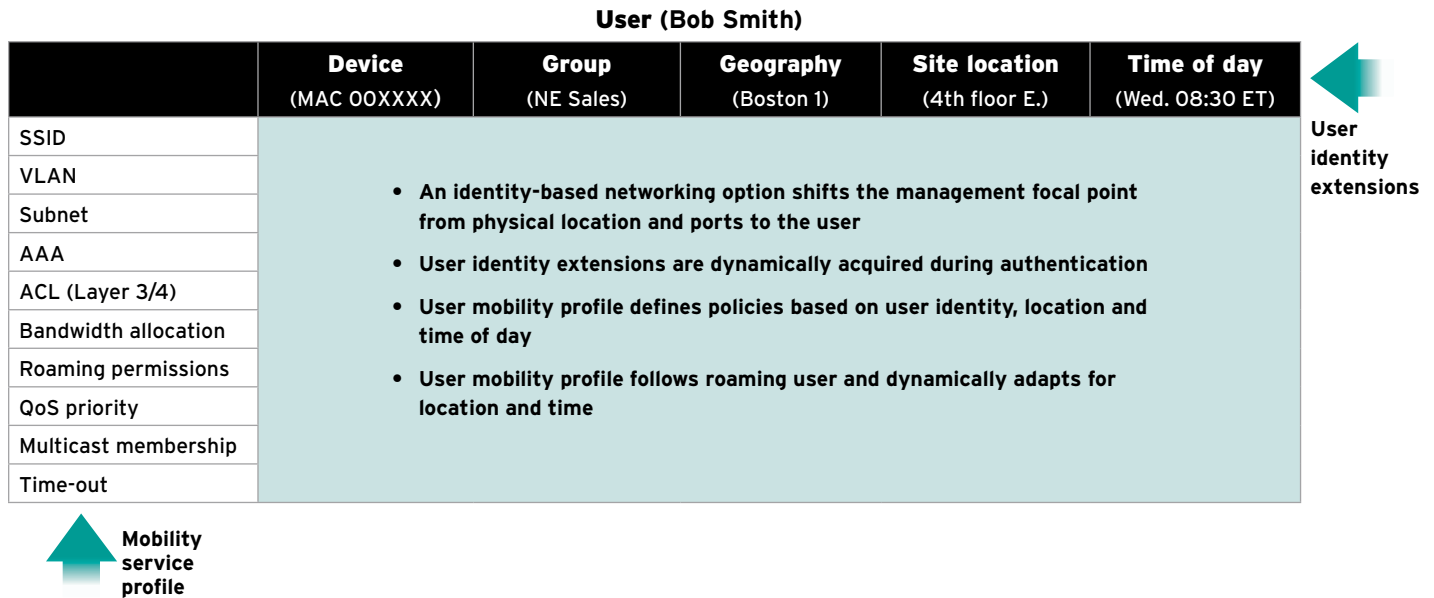 User (Bob Smith)
Device Group Geography Site location Time of day
(MAC 00XXXX) (NE Sales) (Boston 1) (4th floor E.) (Wed. 08:30 ET)
User
identity
extensions
SSID
VLAN
Subnet
AAA
ACL (Layer 3/4)
Bandwidth allocation
Roaming permissions
QoS priority
Multicast membership
Time-out
• An identity-based networking option shifts the management focal point
from physical location and ports to the user
• User identity extensions are dynamically acquired during authentication
• User mobility profile defines policies based on user identity, location and
time of day
• User mobility profile follows roaming user and dynamically adapts for
location and time
Mobility
service
profile